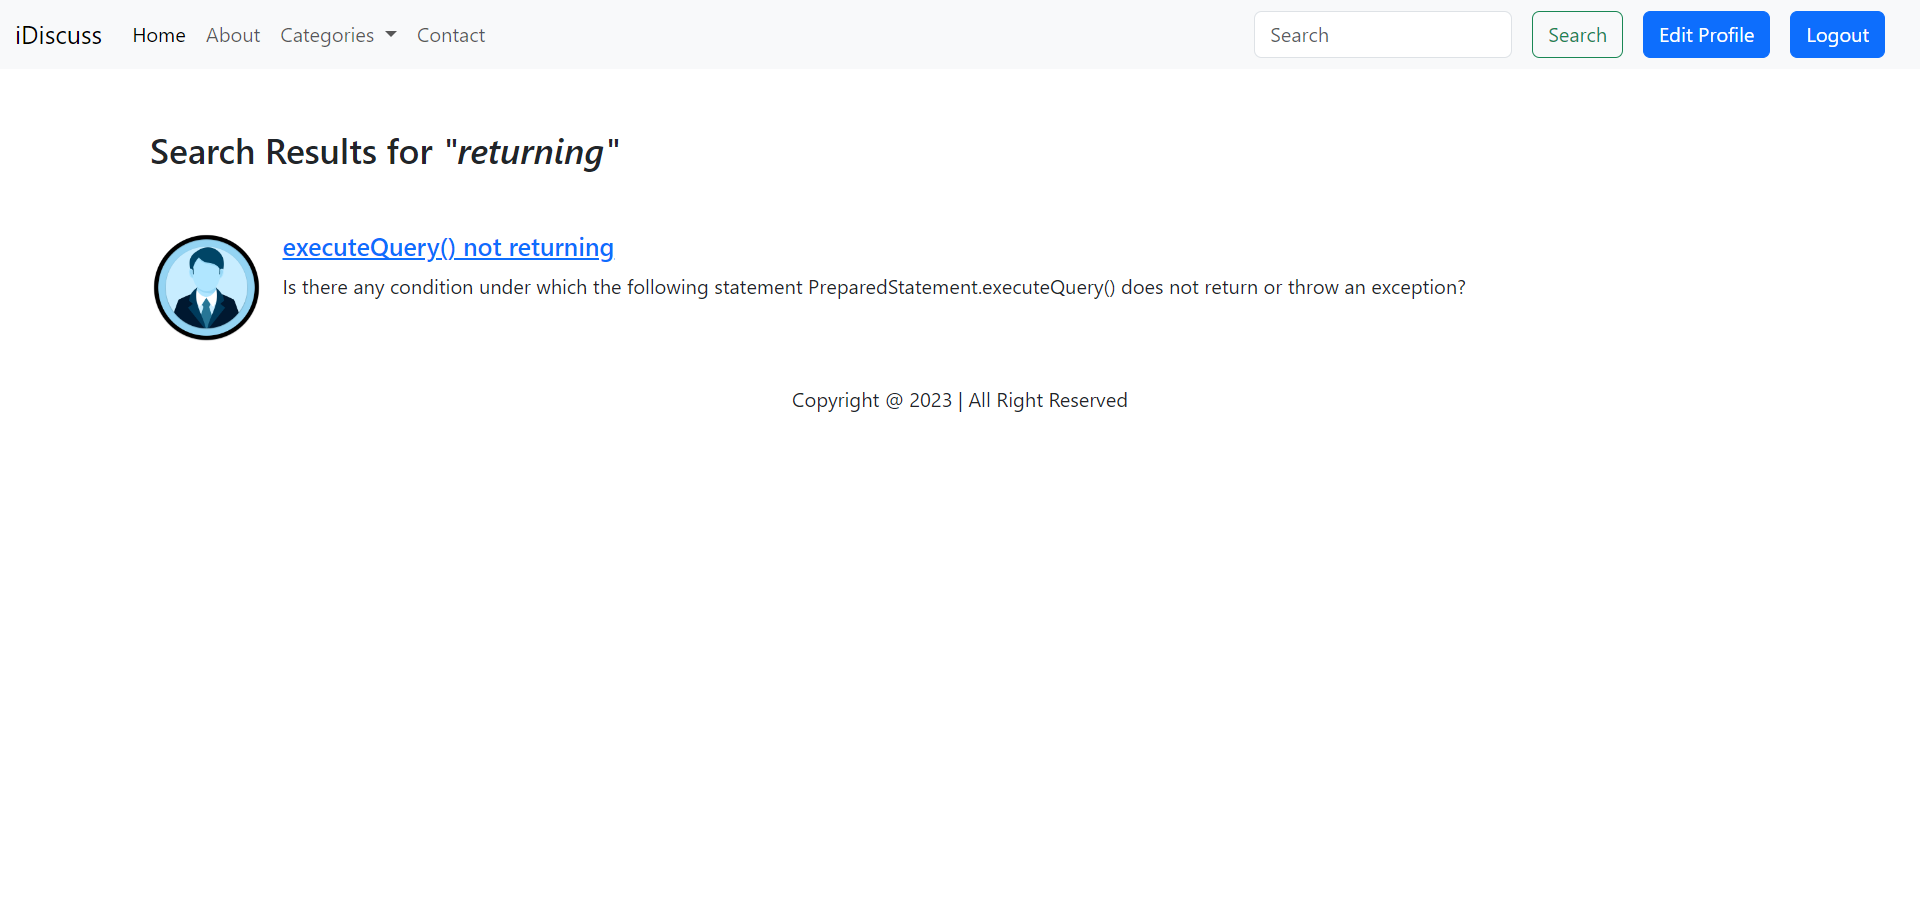 iDiscuss Home About Categories Contact Search Search Edit Profile Logout
Search Results for "returning"
executeQuery() not returning
Is there any condition under which the following statement PreparedStatement.executeQuery() does not return or throw an exception?
Copyright @ 2023 | All Right Reserved